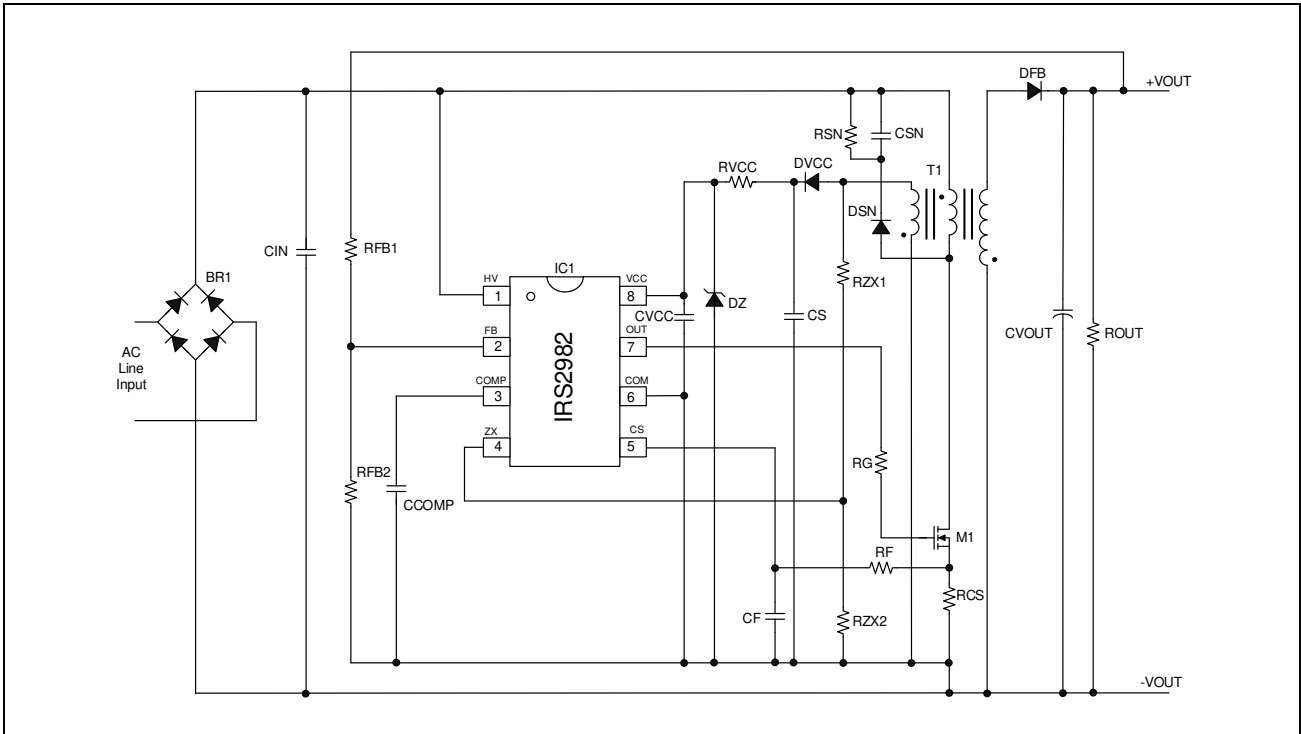 DFB
+VOUT
RSN
CSN
RVCC
DVCC
T1
DSN
CIN
RFB1
BR1
IC1
HV
1
VCC
8
RZX1
CVCC
DZ
CS
CVOUT
ROUT
AC
Line
Input
FB
2
OUT
7
IRS2982
COMP
3
COM
6
ZX
4
CS
5
RFB2
CCOMP
RG
M1
RF
RCS
CF
RZX2
-VOUT